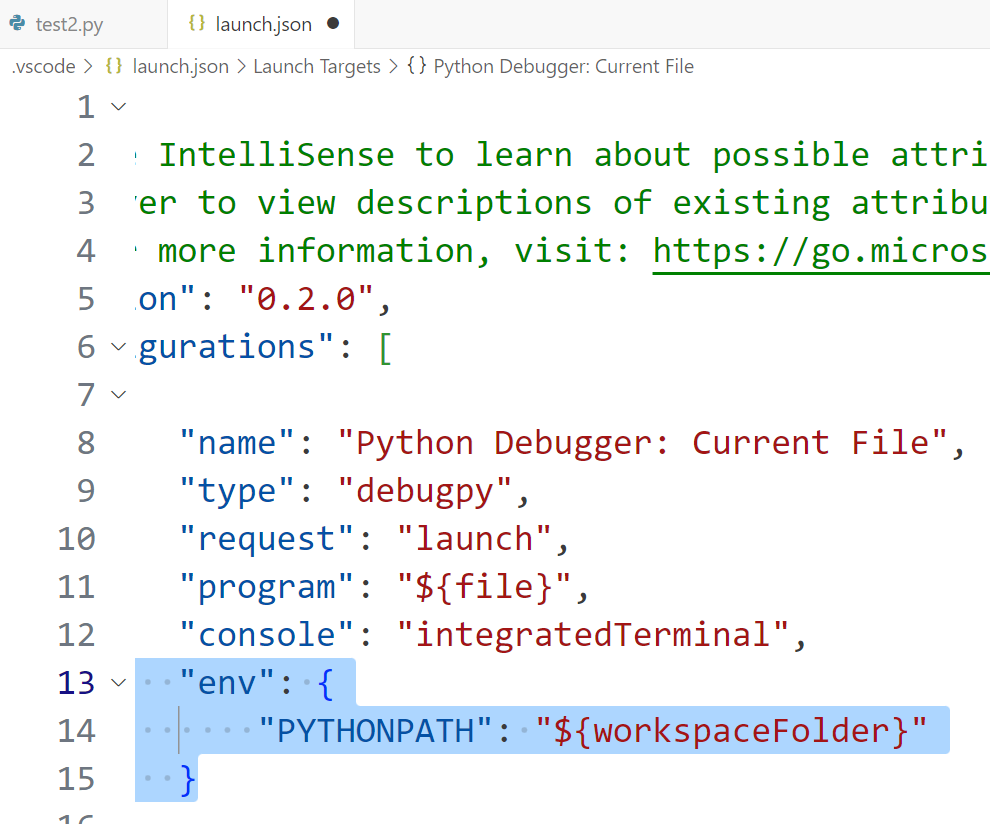 test2.py
{} launch.json
.vscode > {} launch.json > Launch Targets > {} Python Debugger: Current File
1
2 IntelliSense to learn about possible attri
3 er to view descriptions of existing attribu
4 more information, visit: https://go.micros
5 on": "0.2.0",
6 gurations": [
7
8 "name": "Python Debugger: Current File",
9 "type": "debugpy",
10 "request": "launch",
11 "program": "${file}",
12 "console": "integratedTerminal",
13 "env": {
14 "PYTHONPATH": "${workspaceFolder}"
15 }
16